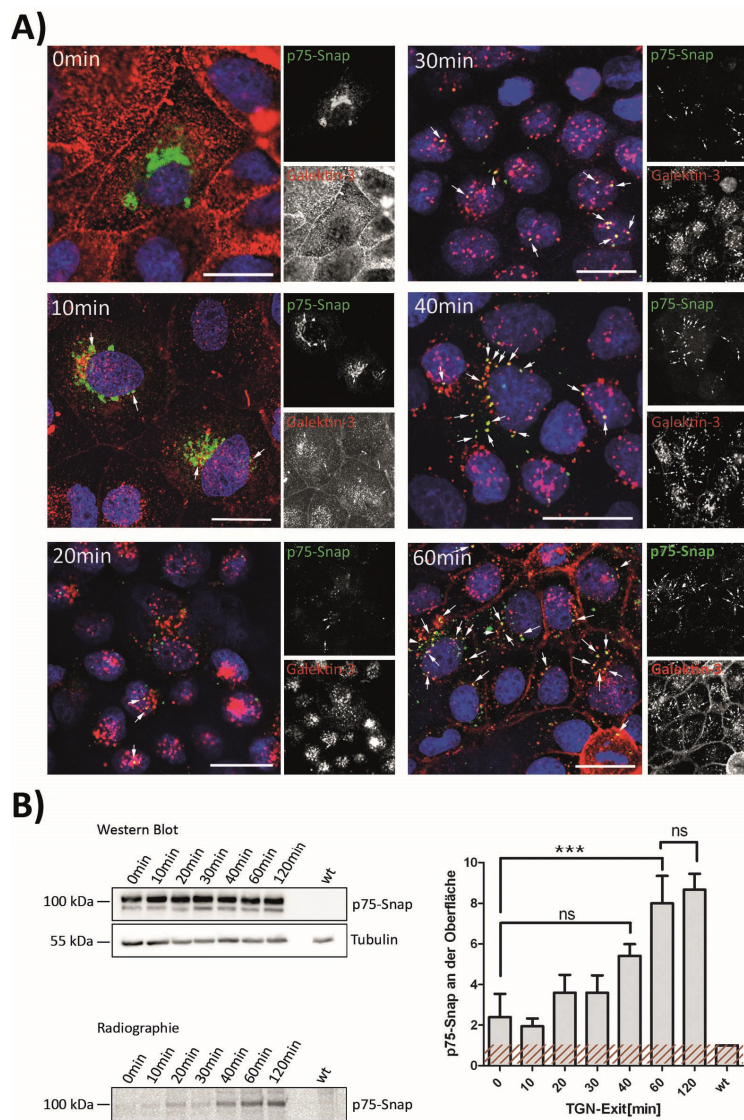 A)
0min
p75-Snap
Galektin-3
30min
p75-Snap
Galektin-3
10min
p75-Snap
Galektin-3
40min
p75-Snap
Galektin-3
20min
p75-Snap
Galektin-3
60min
p75-Snap
Galektin-3
B)
Western Blot
0min 10min 20min 30min 40min 60min 120min wt
100 kDa p75-Snap
55 kDa Tubulin
Radiographie
0min 10min 20min 30min 40min 60min 120min wt
100 kDa p75-Snap
ns
***
ns
p75-Snap an der Oberfläche
10
8
6
4
2
0
0 10 20 30 40 60 120 wt
TGN-Exit[min]